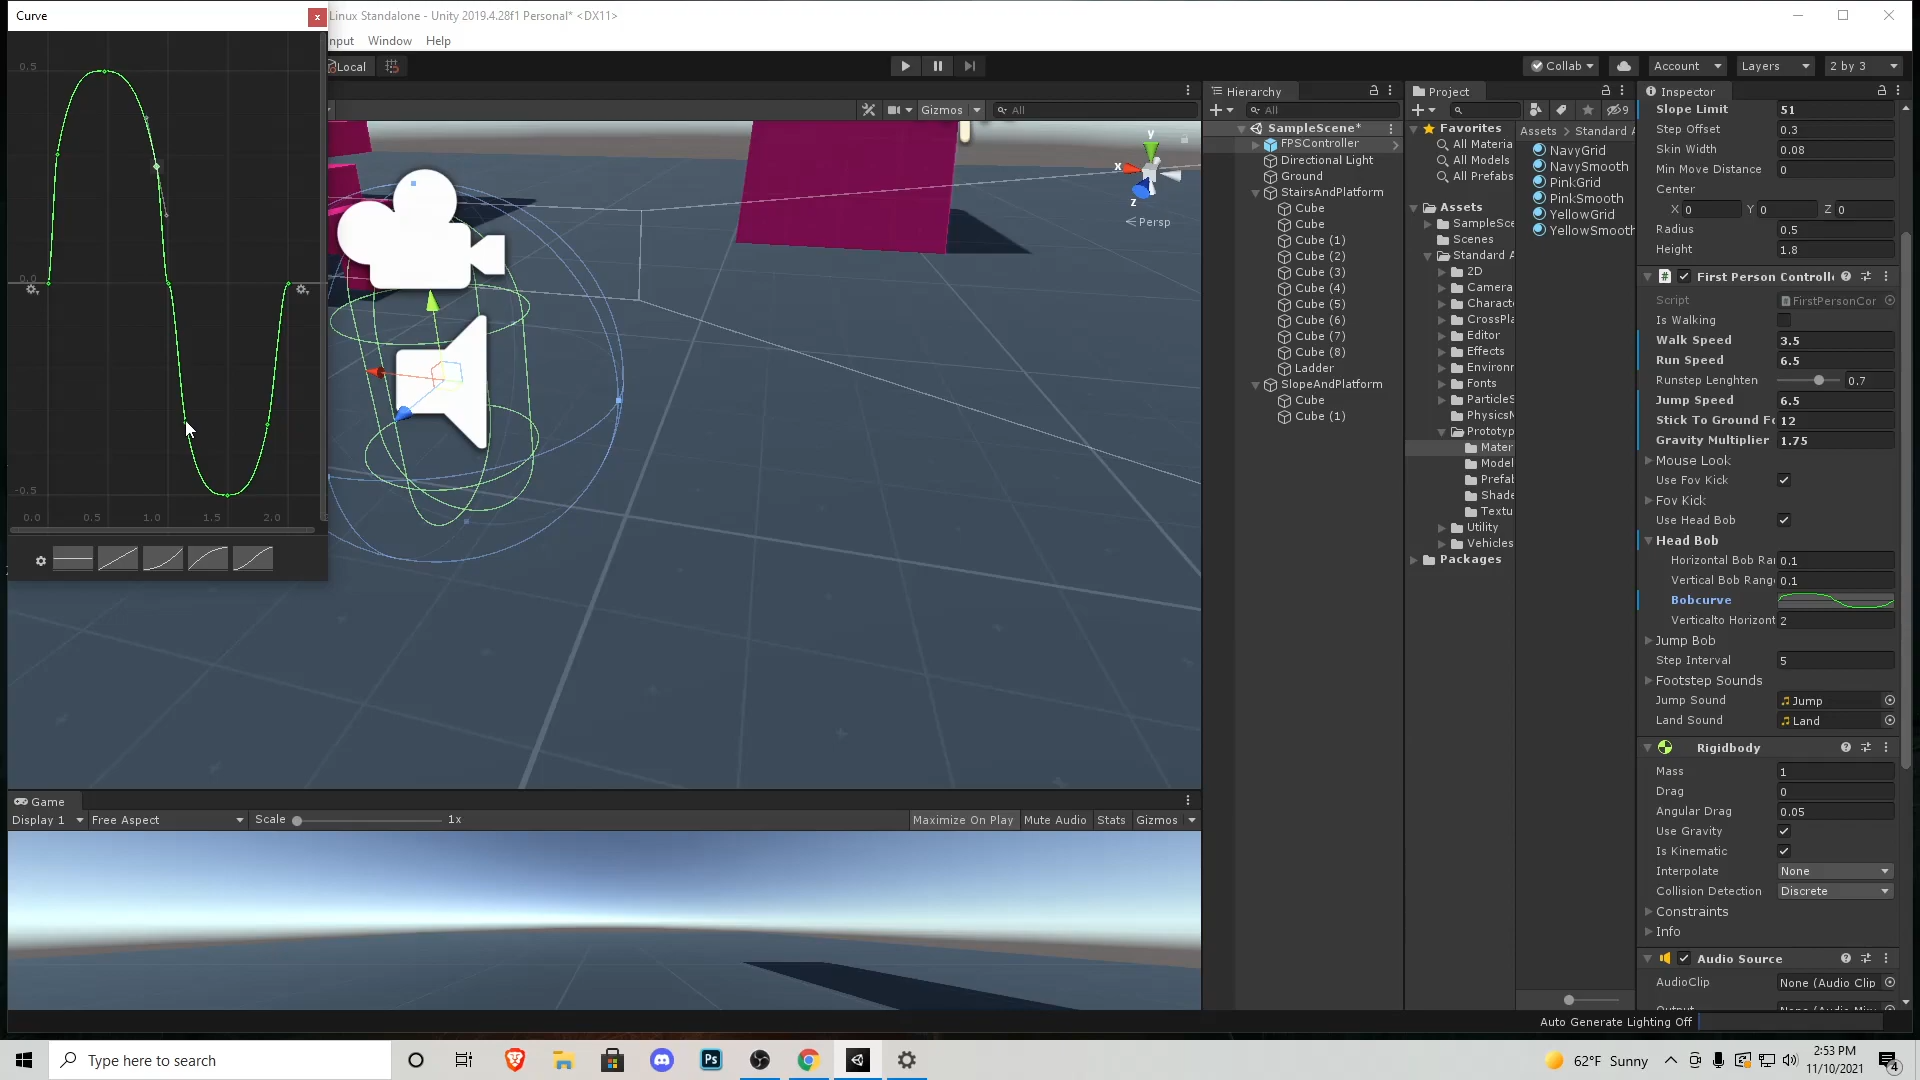 Curve
x
Linux Standalone - Unity 2019.4.28f1 Personal* <DX11>
nput Window Help
Local
Collab
Account
Layers
2 by 3
Gizmos
All
0.5
0.0
-0.5
0.0 0.5 1.0 1.5 2.0
y
x
z
Persp
Hierarchy
All
SampleScene*
FPSController
Directional Light
Ground
StairsAndPlatform
Cube
Cube
Cube (1)
Cube (2)
Cube (3)
Cube (4)
Cube (5)
Cube (6)
Cube (7)
Cube (8)
Ladder
SlopeAndPlatform
Cube
Cube (1)
Project
9
Favorites
All Materia
All Models
All Prefabs
Assets
SampleSce
Scenes
Standard A
2D
Camera
Charact
CrossPla
Editor
Effects
Environr
Fonts
ParticleS
PhysicsM
Prototyp
Mater
Model
Prefal
Shade
Textu
Utility
Vehicles
Packages
Assets Standard A
NavyGrid
NavySmooth
PinkGrid
PinkSmooth
YellowGrid
YellowSmooth
Inspector
Slope Limit 51
Step Offset 0.3
Skin Width 0.08
Min Move Distance 0
Center
X 0 Y 0 Z 0
Radius 0.5
Height 1.8
First Person Controlle
Script FirstPersonCor
Is Walking
Walk Speed 3.5
Run Speed 6.5
Runstep Lenghten 0.7
Jump Speed 6.5
Stick To Ground Fo 12
Gravity Multiplier 1.75
Mouse Look
Use Fov Kick
Fov Kick
Use Head Bob
Head Bob
Horizontal Bob Ra 0.1
Vertical Bob Rang 0.1
Bobcurve
Verticalto Horizont 2
Jump Bob
Step Interval 5
Footstep Sounds
Jump Sound Jump
Land Sound Land
Rigidbody
Mass 1
Drag 0
Angular Drag 0.05
Use Gravity
Is Kinematic
Interpolate None
Collision Detection Discrete
Constraints
Info
Audio Source
AudioClip None (Audio Clip
Game
Display 1 Free Aspect Scale 1x Maximize On Play Mute Audio Stats Gizmos
Auto Generate Lighting Off
Type here to search
Ps
62°F Sunny
2:53 PM
11/10/2021
4